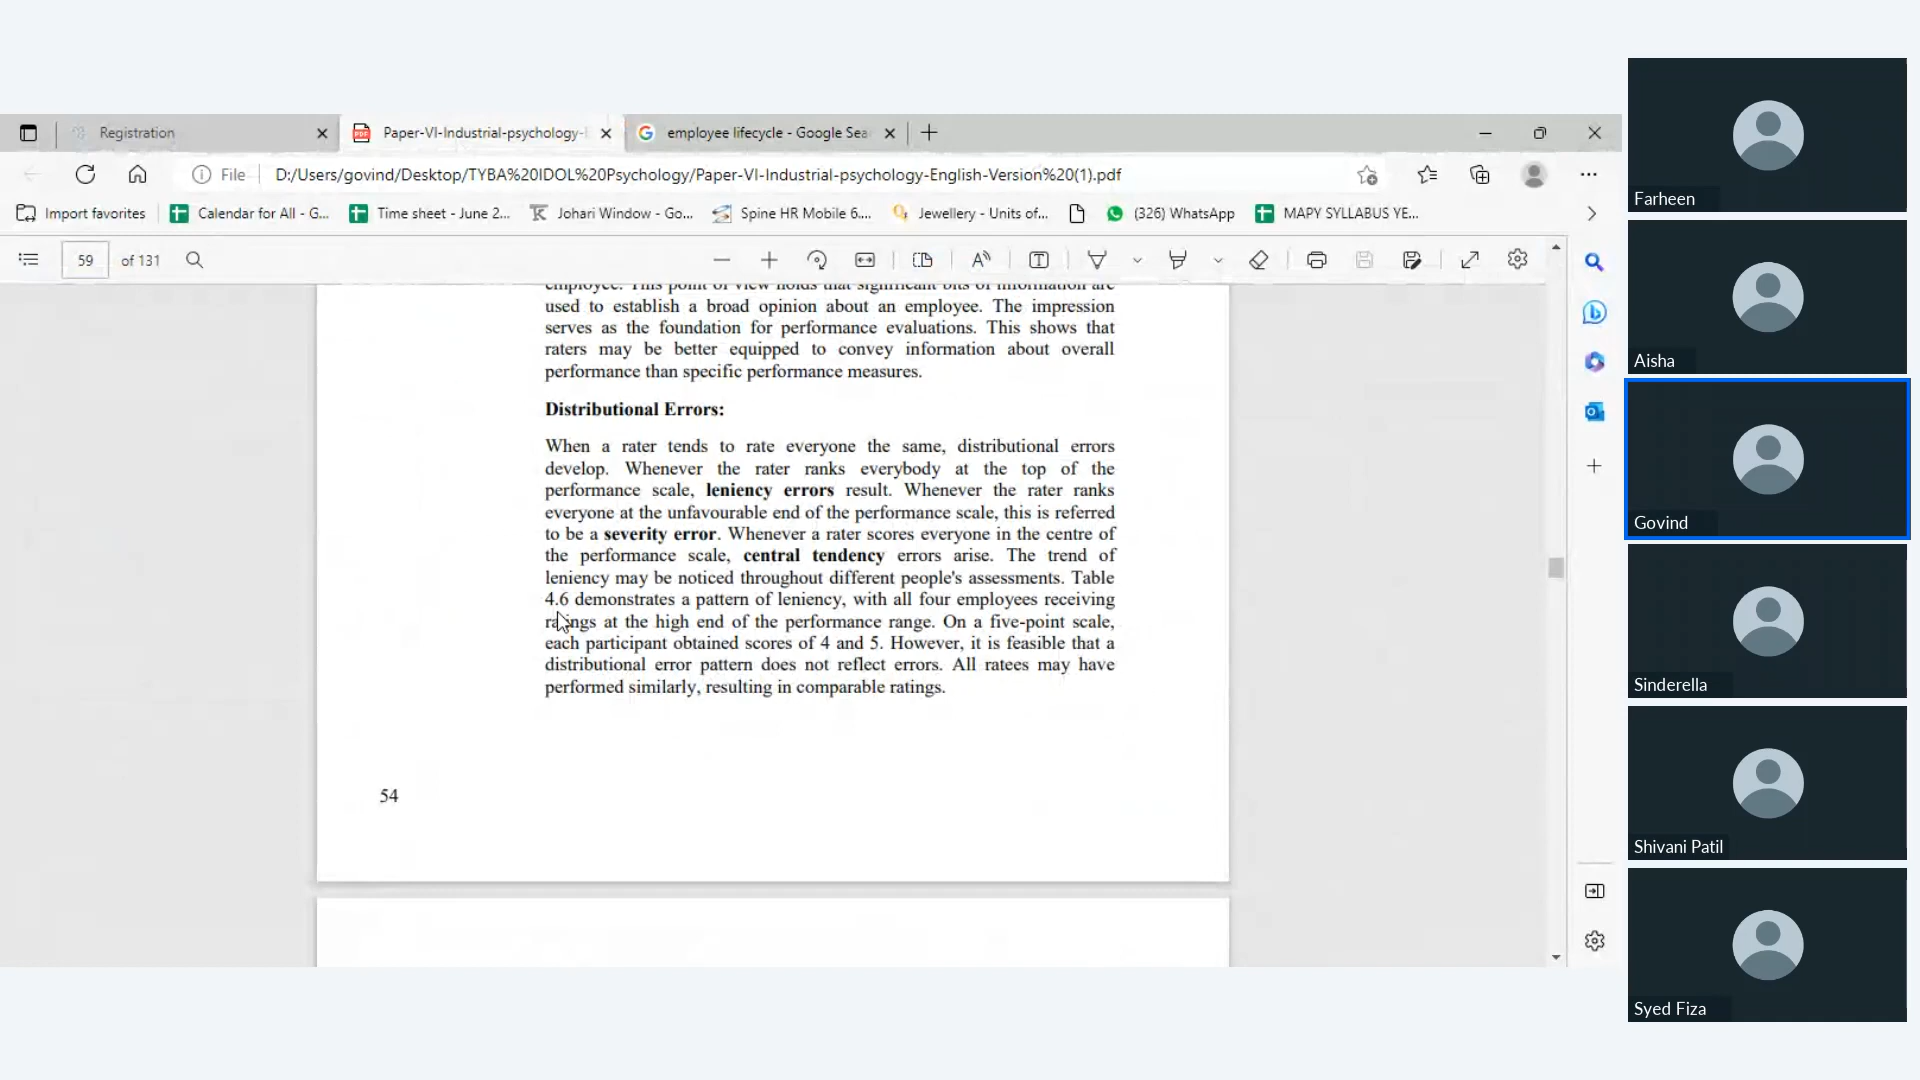 Registration
Paper-VI-Industrial-psychology-
employee lifecycle - Google Sea
File
D:/Users/govind/Desktop/TYBA%20IDOL%20Psychology/Paper-VI-Industrial-psychology-English-Version%20(1).pdf
Import favorites
Calendar for All - G...
Time sheet - June 2...
Johari Window - Go...
Spine HR Mobile 6....
Jewellery - Units of...
(326) WhatsApp
MAPY SYLLABUS YE...
59 of 131
employee. This point of view holds that significant bits of information are
used to establish a broad opinion about an employee. The impression
serves as the foundation for performance evaluations. This shows that
raters may be better equipped to convey information about overall
performance than specific performance measures.
Distributional Errors:
When a rater tends to rate everyone the same, distributional errors
develop. Whenever the rater ranks everybody at the top of the
performance scale, leniency errors result. Whenever the rater ranks
everyone at the unfavourable end of the performance scale, this is referred
to be a severity error. Whenever a rater scores everyone in the centre of
the performance scale, central tendency errors arise. The trend of
leniency may be noticed throughout different people's assessments. Table
4.6 demonstrates a pattern of leniency, with all four employees receiving
ratings at the high end of the performance range. On a five-point scale,
each participant obtained scores of 4 and 5. However, it is feasible that a
distributional error pattern does not reflect errors. All ratees may have
performed similarly, resulting in comparable ratings.
54
Farheen
Aisha
Govind
Sinderella
Shivani Patil
Syed Fiza